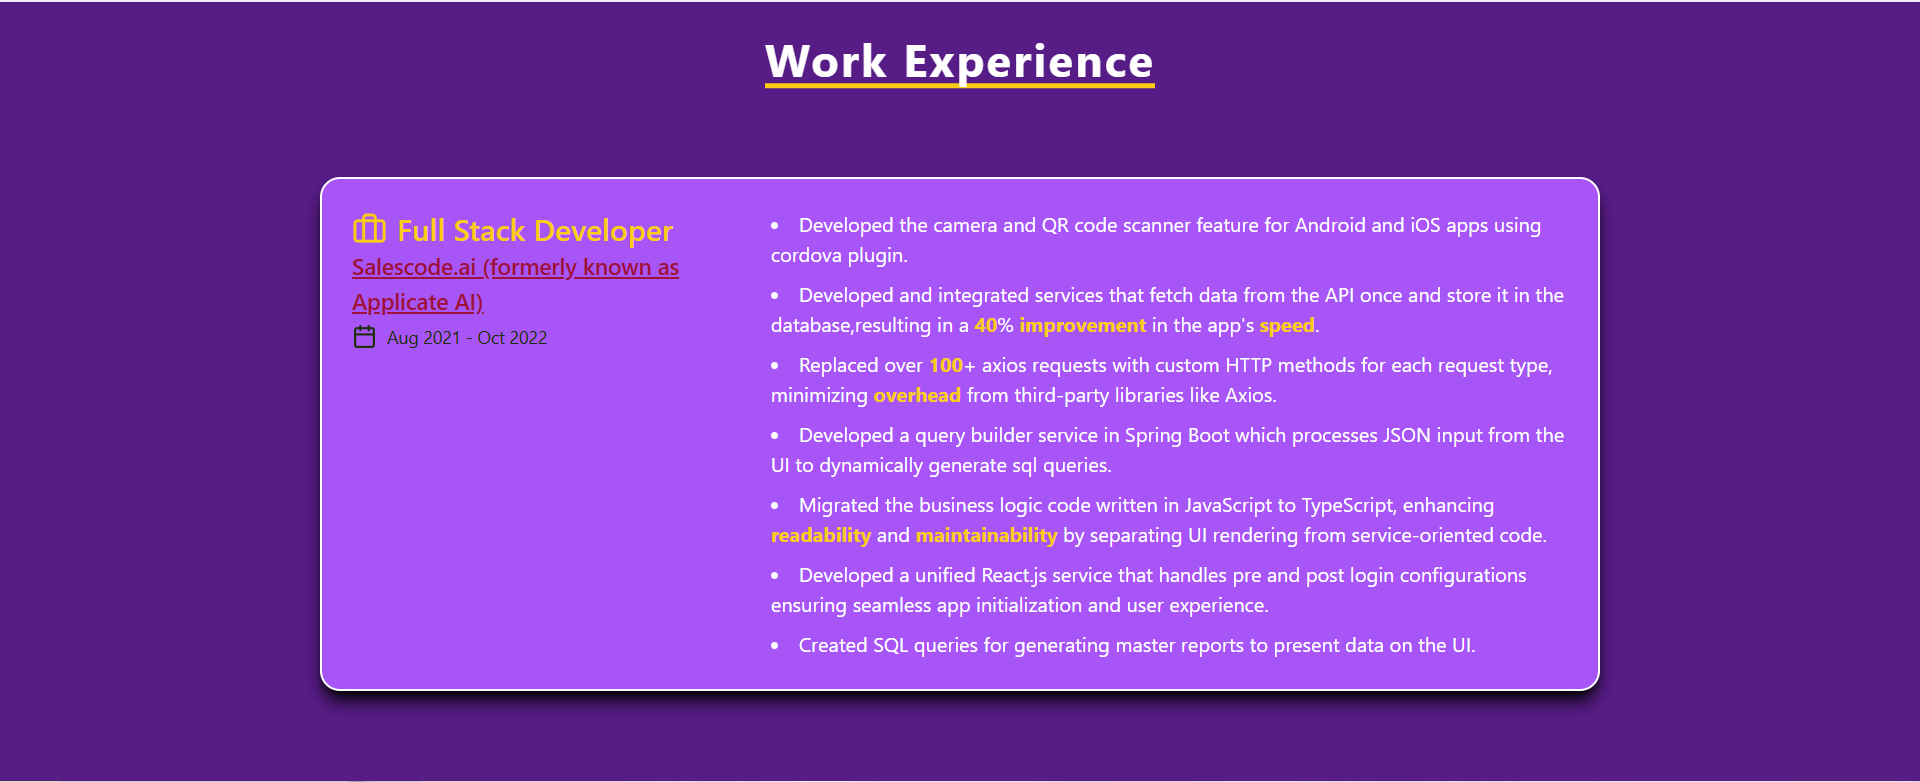 Work Experience
Full Stack Developer
Salescode.ai (formerly known as
Applicate AI)
Aug 2021 - Oct 2022
• Developed the camera and QR code scanner feature for Android and iOS apps using
cordova plugin.
• Developed and integrated services that fetch data from the API once and store it in the
database,resulting in a 40% improvement in the app's speed.
• Replaced over 100+ axios requests with custom HTTP methods for each request type,
minimizing overhead from third-party libraries like Axios.
• Developed a query builder service in Spring Boot which processes JSON input from the
UI to dynamically generate sql queries.
• Migrated the business logic code written in JavaScript to TypeScript, enhancing
readability and maintainability by separating UI rendering from service-oriented code.
• Developed a unified React.js service that handles pre and post login configurations
ensuring seamless app initialization and user experience.
• Created SQL queries for generating master reports to present data on the UI.